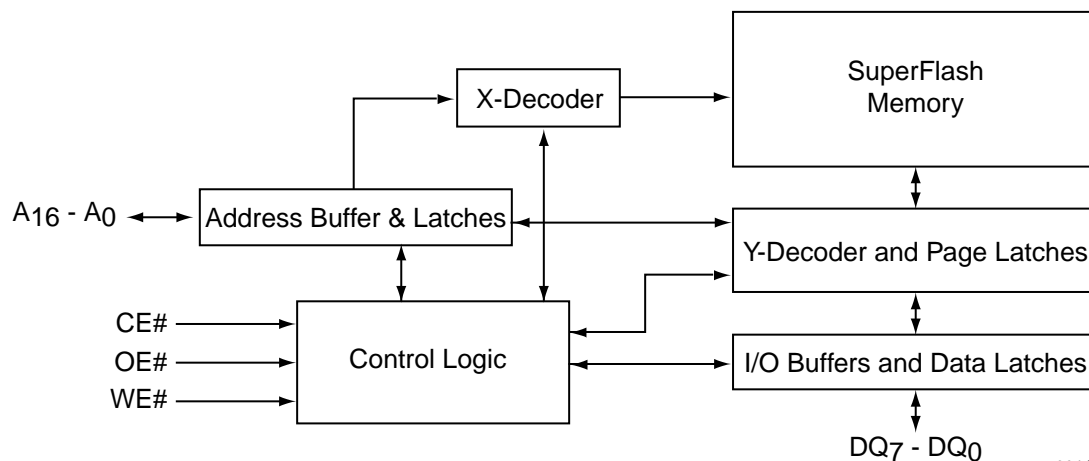 SuperFlash
Memory
X-Decoder
A16 - A0
Address Buffer & Latches
Y-Decoder and Page Latches
CE#
OE#
WE#
Control Logic
I/O Buffers and Data Latches
DQ7 - DQ0